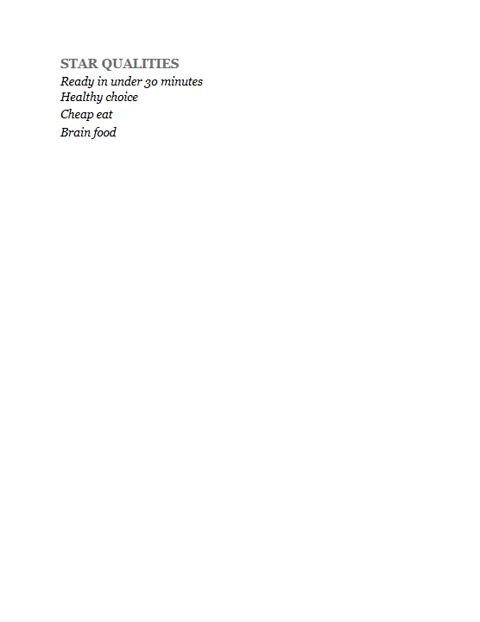 STAR QUALITIES
Ready in under 30 minutes
Healthy choice
Cheap eat
Brain food